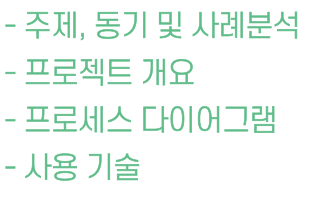 - 주제, 동기 및 사례분석
- 프로젝트 개요
- 프로세스 다이어그램
- 사용 기술